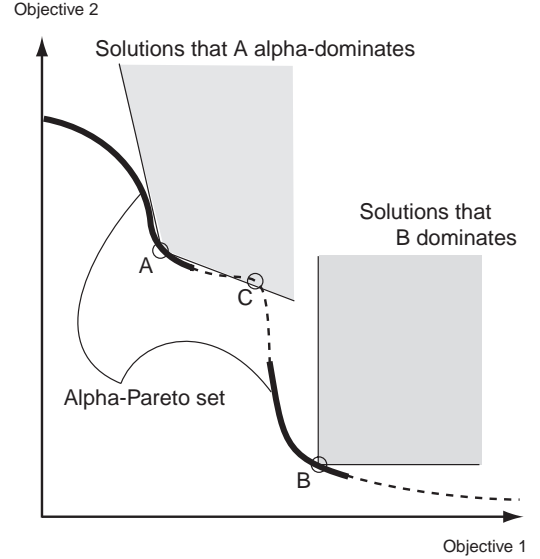 Objective 2
Solutions that A alpha-dominates
Solutions that
B dominates
A
C
Alpha-Pareto set
B
Objective 1